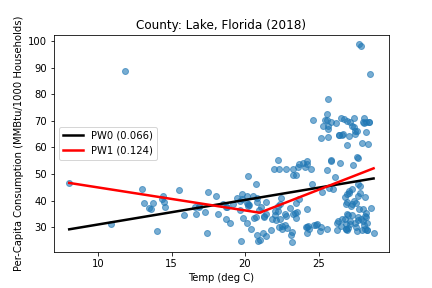 County: Lake, Florida (2018)
Per-Capita Consumption (MMBtu/1000 Households)
100
90
80
70
60
50
40
30
PW0 (0.066)
PW1 (0.124)
10
15
20
25
Temp (deg C)